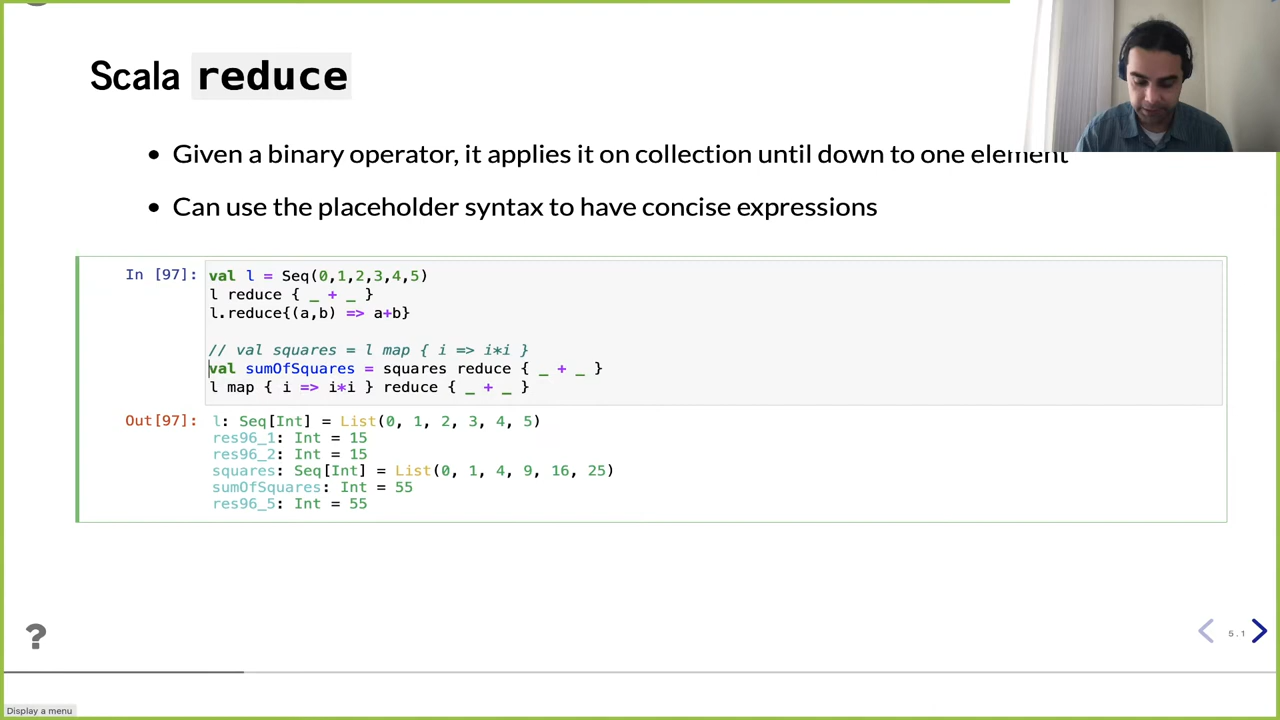 Scala reduce
• Given a binary operator, it applies it on collection until down to one element
• Can use the placeholder syntax to have concise expressions
In [97]: val l = Seq(0,1,2,3,4,5)
l reduce { _ + _ }
l.reduce{(a,b) => a+b}
// val squares = l map { i => i*i }
val sumOfSquares = squares reduce { _ + _ }
l map { i => i*i } reduce { _ + _ }
Out[97]: l: Seq[Int] = List(0, 1, 2, 3, 4, 5)
res96_1: Int = 15
res96_2: Int = 15
squares: Seq[Int] = List(0, 1, 4, 9, 16, 25)
sumOfSquares: Int = 55
res96_5: Int = 55
?
5.1
Display a menu